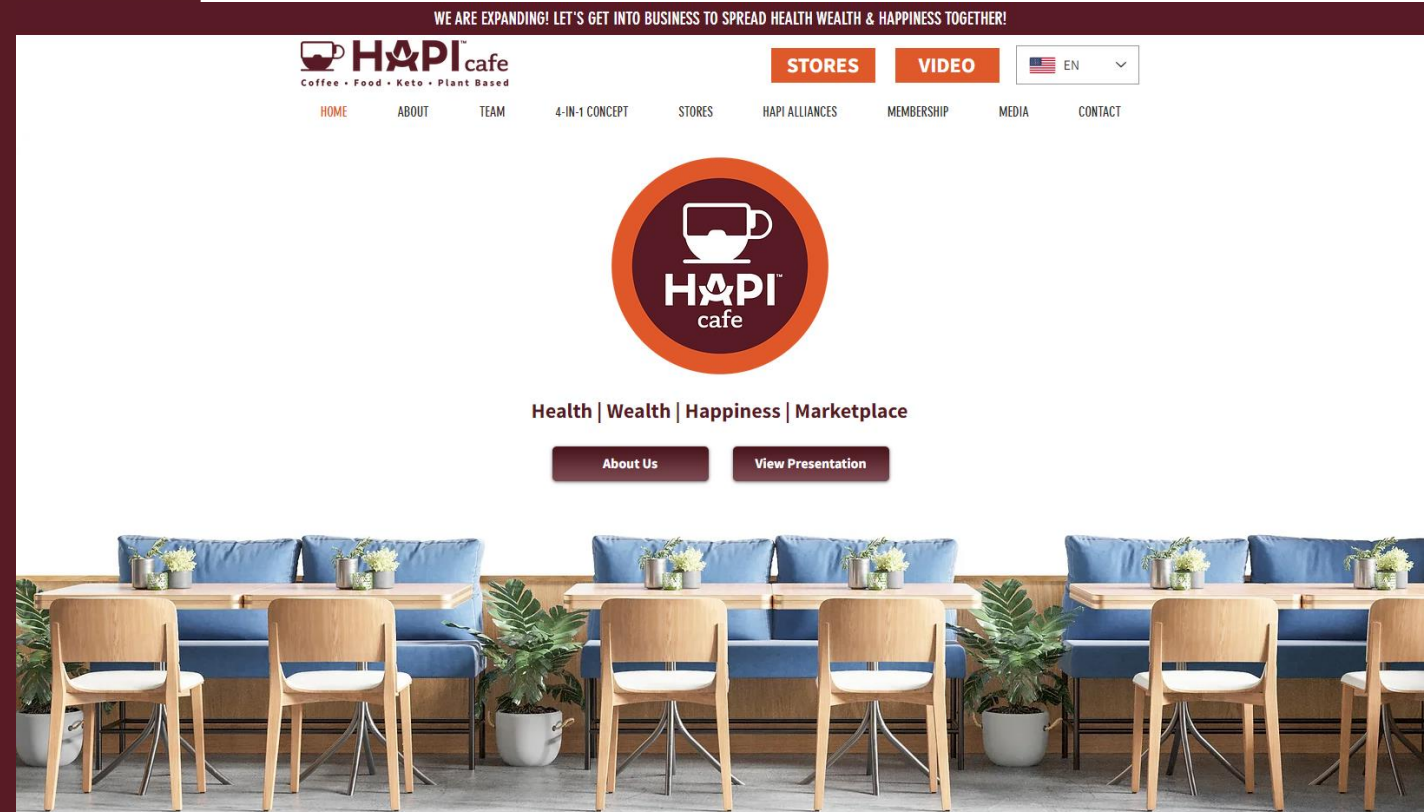 WE ARE EXPANDING! LET'S GET INTO BUSINESS TO SPREAD HEALTH WEALTH & HAPPINESS TOGETHER!
HAPI™ cafe
Coffee • Food • Keto • Plant Based
STORES
VIDEO
EN
HOME
ABOUT
TEAM
4-IN-1 CONCEPT
STORES
HAPI ALLIANCES
MEMBERSHIP
MEDIA
CONTACT
HAPI™
cafe
Health | Wealth | Happiness | Marketplace
About Us
View Presentation